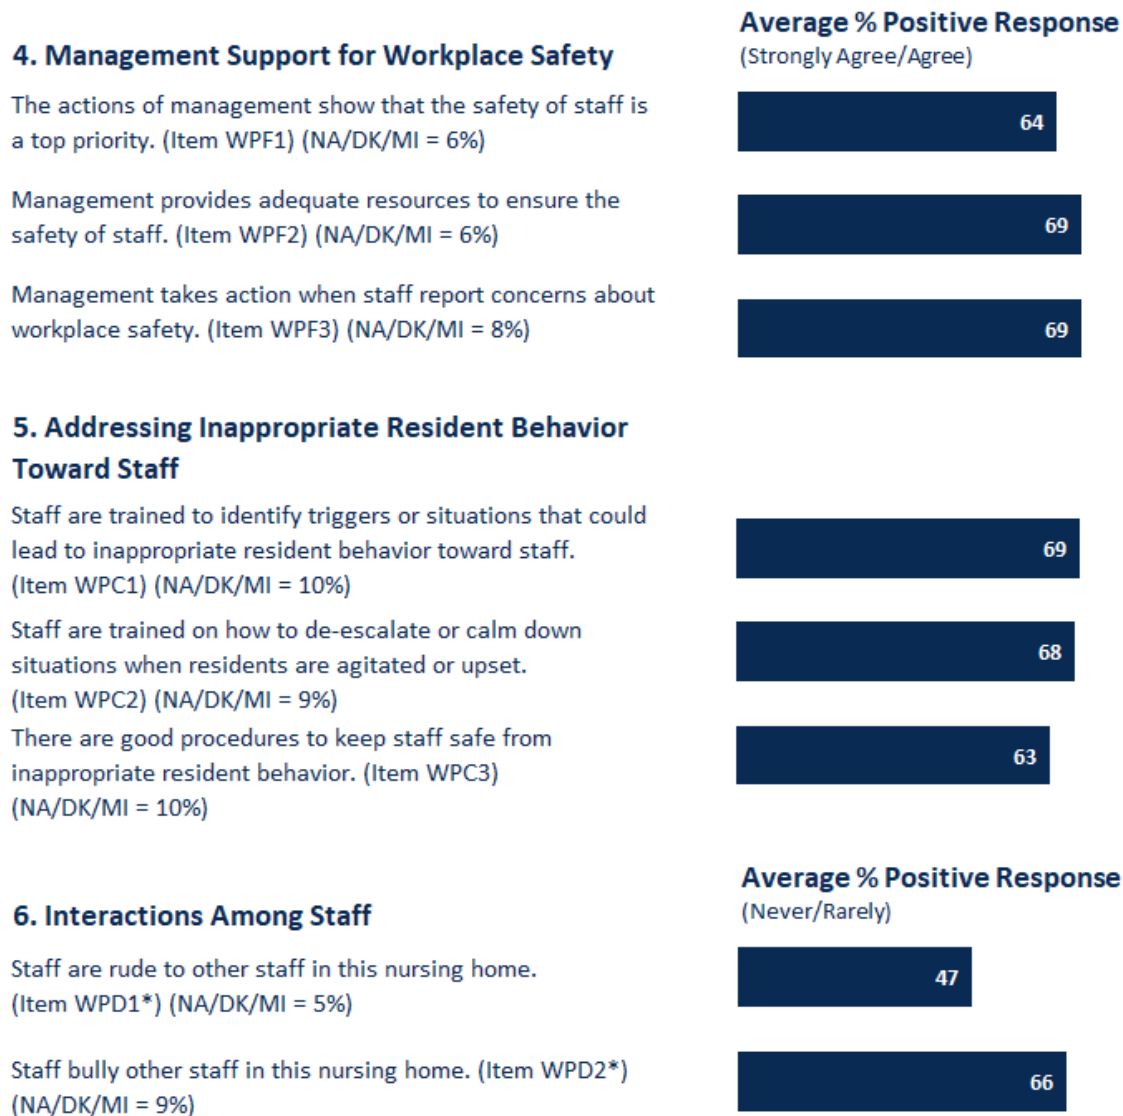 Average % Positive Response
4. Management Support for Workplace Safety
(Strongly Agree/Agree)
The actions of management show that the safety of staff is
a top priority. (Item WPF1) (NA/DK/MI = 6%)
64
Management provides adequate resources to ensure the
safety of staff. (Item WPF2) (NA/DK/MI = 6%)
69
Management takes action when staff report concerns about
workplace safety. (Item WPF3) (NA/DK/MI = 8%)
69
5. Addressing Inappropriate Resident Behavior
Toward Staff
Staff are trained to identify triggers or situations that could
lead to inappropriate resident behavior toward staff.
(Item WPC1) (NA/DK/MI = 10%)
69
Staff are trained on how to de-escalate or calm down
situations when residents are agitated or upset.
(Item WPC2) (NA/DK/MI = 9%)
68
There are good procedures to keep staff safe from
inappropriate resident behavior. (Item WPC3)
(NA/DK/MI = 10%)
63
Average % Positive Response
6. Interactions Among Staff
(Never/Rarely)
Staff are rude to other staff in this nursing home.
(Item WPD1*) (NA/DK/MI = 5%)
47
Staff bully other staff in this nursing home. (Item WPD2*)
(NA/DK/MI = 9%)
66